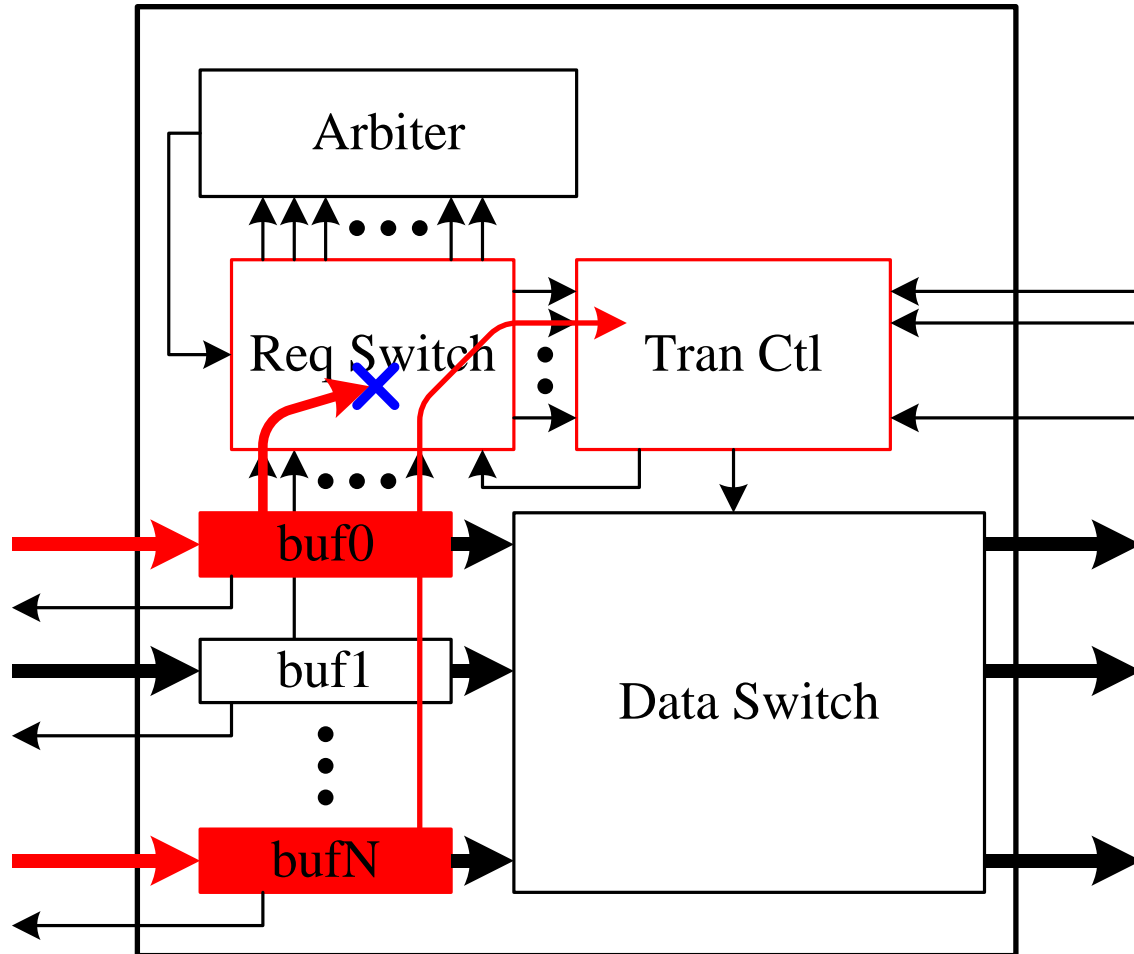 Arbiter
Req Switch
Tran Ctl
buf0
buf1
Data Switch
bufN